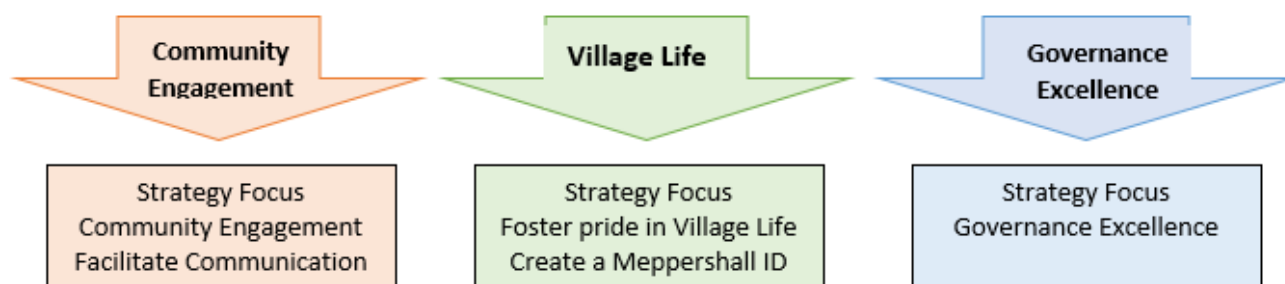 Community
Engagement
Village Life
Governance
Excellence
Strategy Focus
Community Engagement
Facilitate Communication
Strategy Focus
Foster pride in Village Life
Create a Meppershall ID
Strategy Focus
Governance Excellence